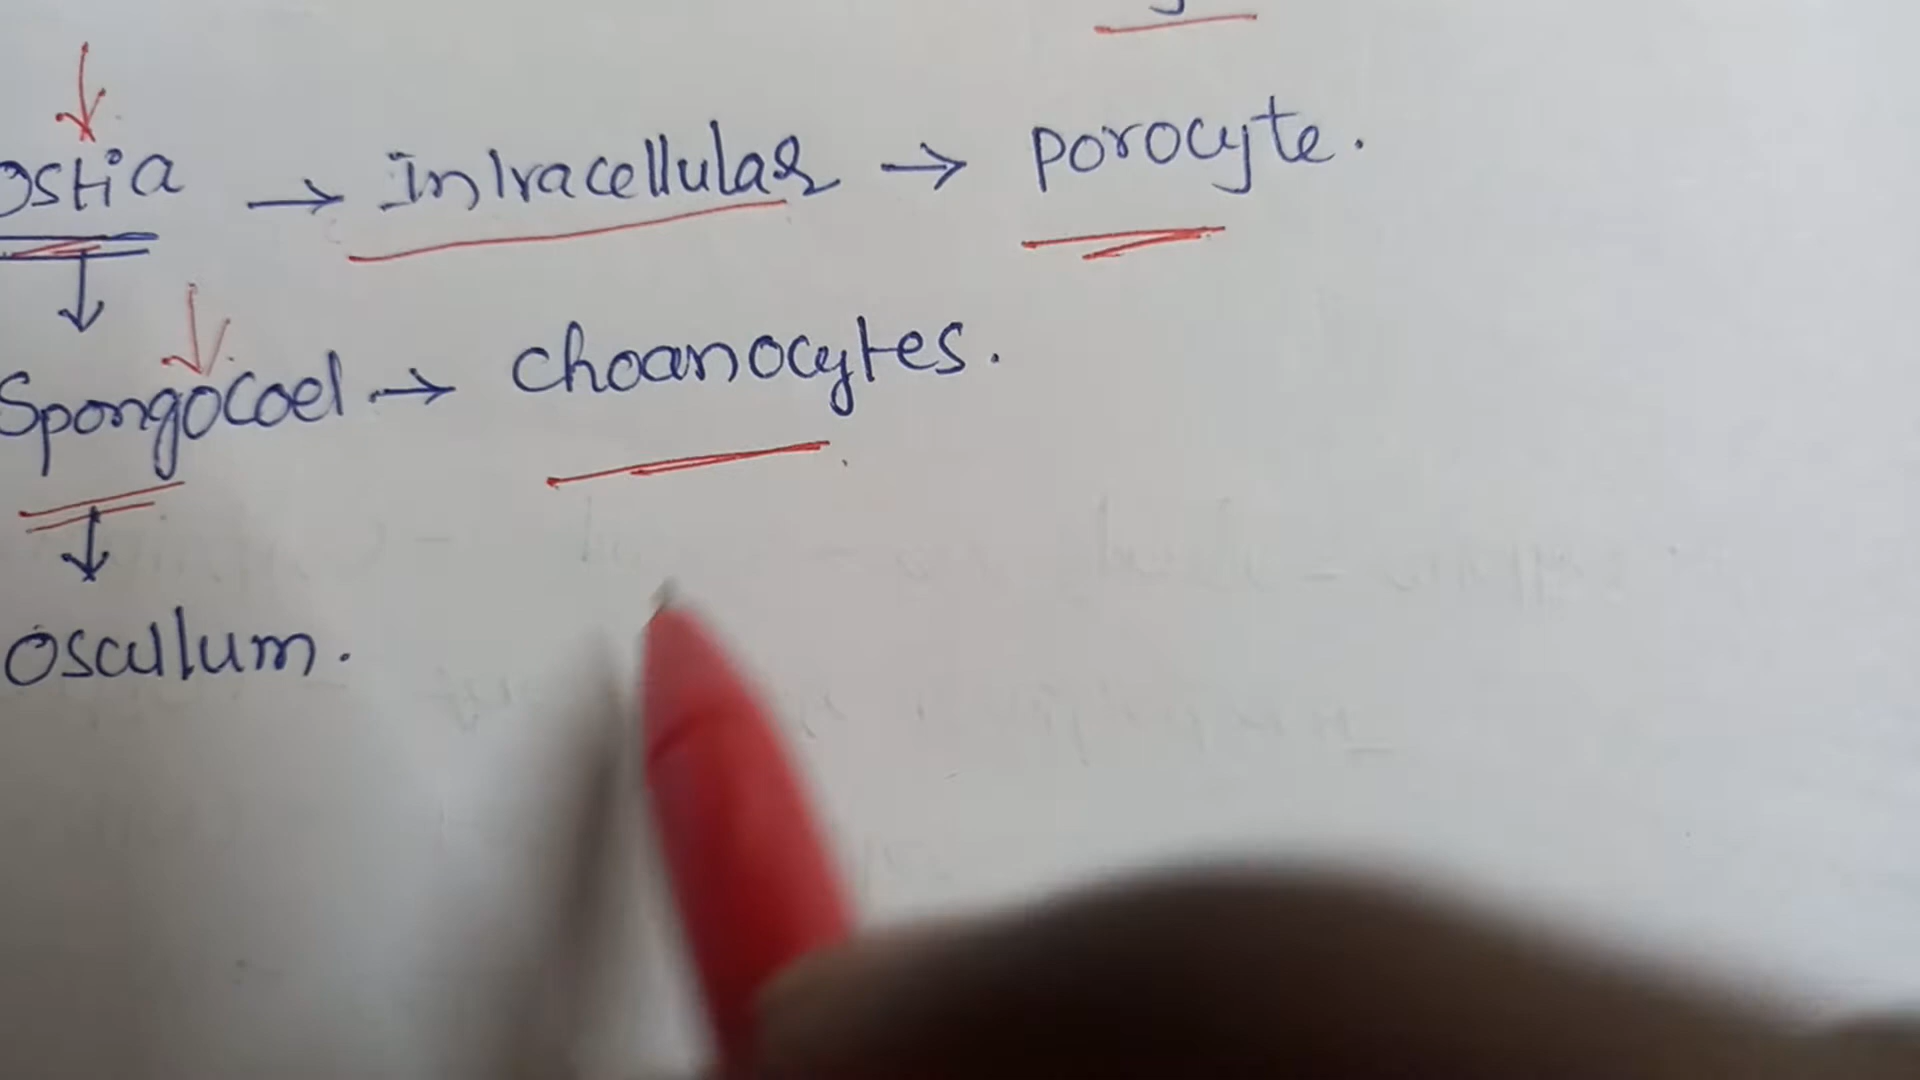 Ostia → Intracellular → porocyte.
↓
Spongocoel → choanocytes.
↓
Osculum.